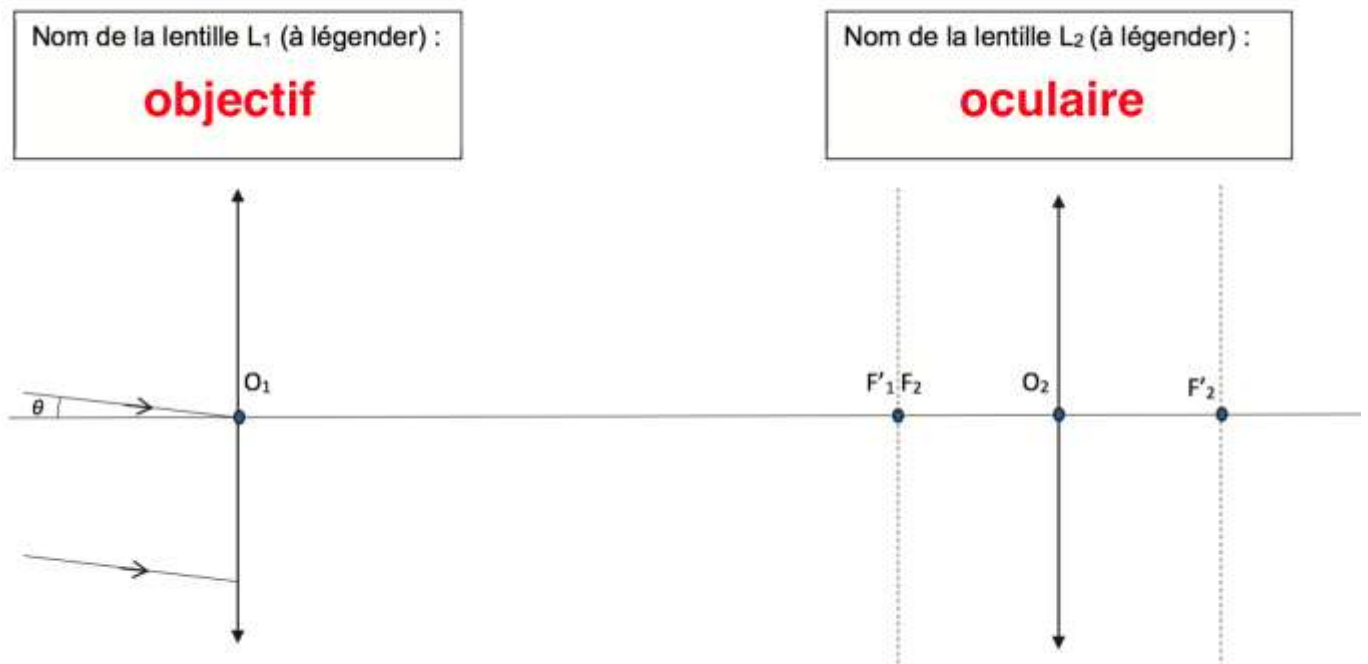 Nom de la lentille L₁ (à légender) :
objectif
Nom de la lentille L₂ (à légender) :
oculaire
θ
O₁
F'₁ F₂
O₂
F'₂